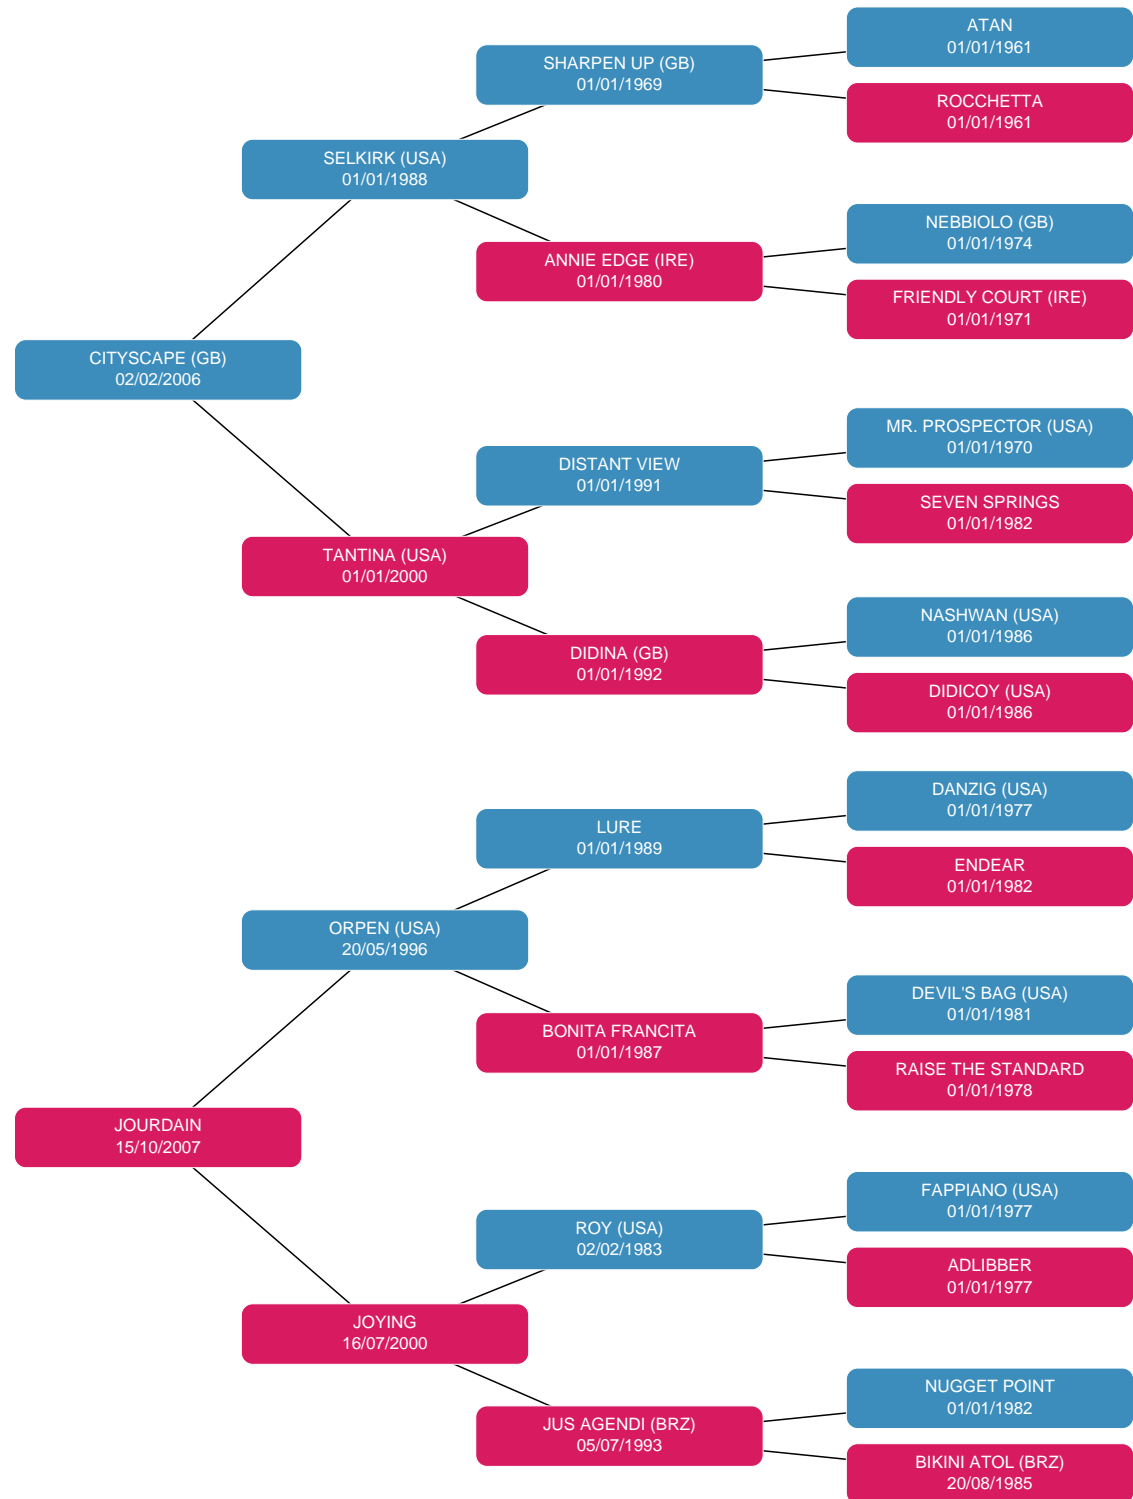 ATAN
01/01/1961
SHARPEN UP (GB)
01/01/1969
ROCCHETTA
01/01/1961
SELKIRK (USA)
01/01/1988
NEBBIOLO (GB)
01/01/1974
ANNIE EDGE (IRE)
01/01/1980
FRIENDLY COURT (IRE)
01/01/1971
CITYSCAPE (GB)
02/02/2006
MR. PROSPECTOR (USA)
01/01/1970
DISTANT VIEW
01/01/1991
SEVEN SPRINGS
01/01/1982
TANTINA (USA)
01/01/2000
NASHWAN (USA)
01/01/1986
DIDINA (GB)
01/01/1992
DIDICOY (USA)
01/01/1986
DANZIG (USA)
01/01/1977
LURE
01/01/1989
ENDEAR
01/01/1982
ORPEN (USA)
20/05/1996
DEVIL'S BAG (USA)
01/01/1981
BONITA FRANCITA
01/01/1987
RAISE THE STANDARD
01/01/1978
JOURDAIN
15/10/2007
FAPPIANO (USA)
01/01/1977
ROY (USA)
02/02/1983
ADLIBBER
01/01/1977
JOYING
16/07/2000
NUGGET POINT
01/01/1982
JUS AGENDI (BRZ)
05/07/1993
BIKINI ATOL (BRZ)
20/08/1985